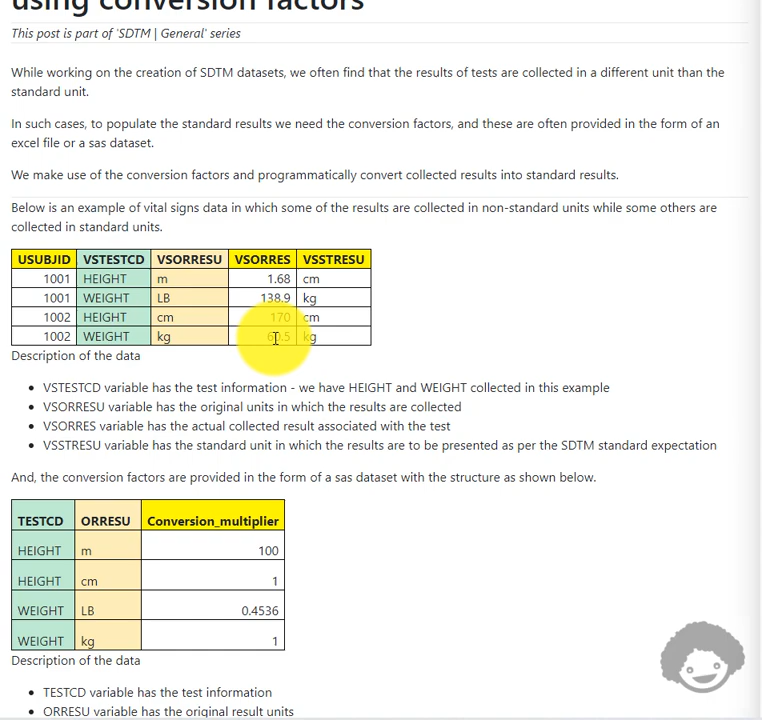 using conversion factors
This post is part of 'SDTM | General' series
While working on the creation of SDTM datasets, we often find that the results of tests are collected in a different unit than the
standard unit.
In such cases, to populate the standard results we need the conversion factors, and these are often provided in the form of an
excel file or a sas dataset.
We make use of the conversion factors and programmatically convert collected results into standard results.
Below is an example of vital signs data in which some of the results are collected in non-standard units while some others are
collected in standard units.
USUBJID VSTESTCD VSORRESU VSORRES VSSTRESU
1001 HEIGHT m 1.68 cm
1001 WEIGHT LB 138.9 kg
1002 HEIGHT cm 170 cm
1002 WEIGHT kg kg
Description of the data
• VSTESTCD variable has the test information - we have HEIGHT and WEIGHT collected in this example
• VSORRESU variable has the original units in which the results are collected
• VSORRES variable has the actual collected result associated with the test
• VSSTRESU variable has the standard unit in which the results are to be presented as per the SDTM standard expectation
And, the conversion factors are provided in the form of a sas dataset with the structure as shown below.
TESTCD ORRESU Conversion_multiplier
HEIGHT m 100
HEIGHT cm 1
WEIGHT LB 0.4536
WEIGHT kg 1
Description of the data
• TESTCD variable has the test information
• ORRESU variable has the original result units